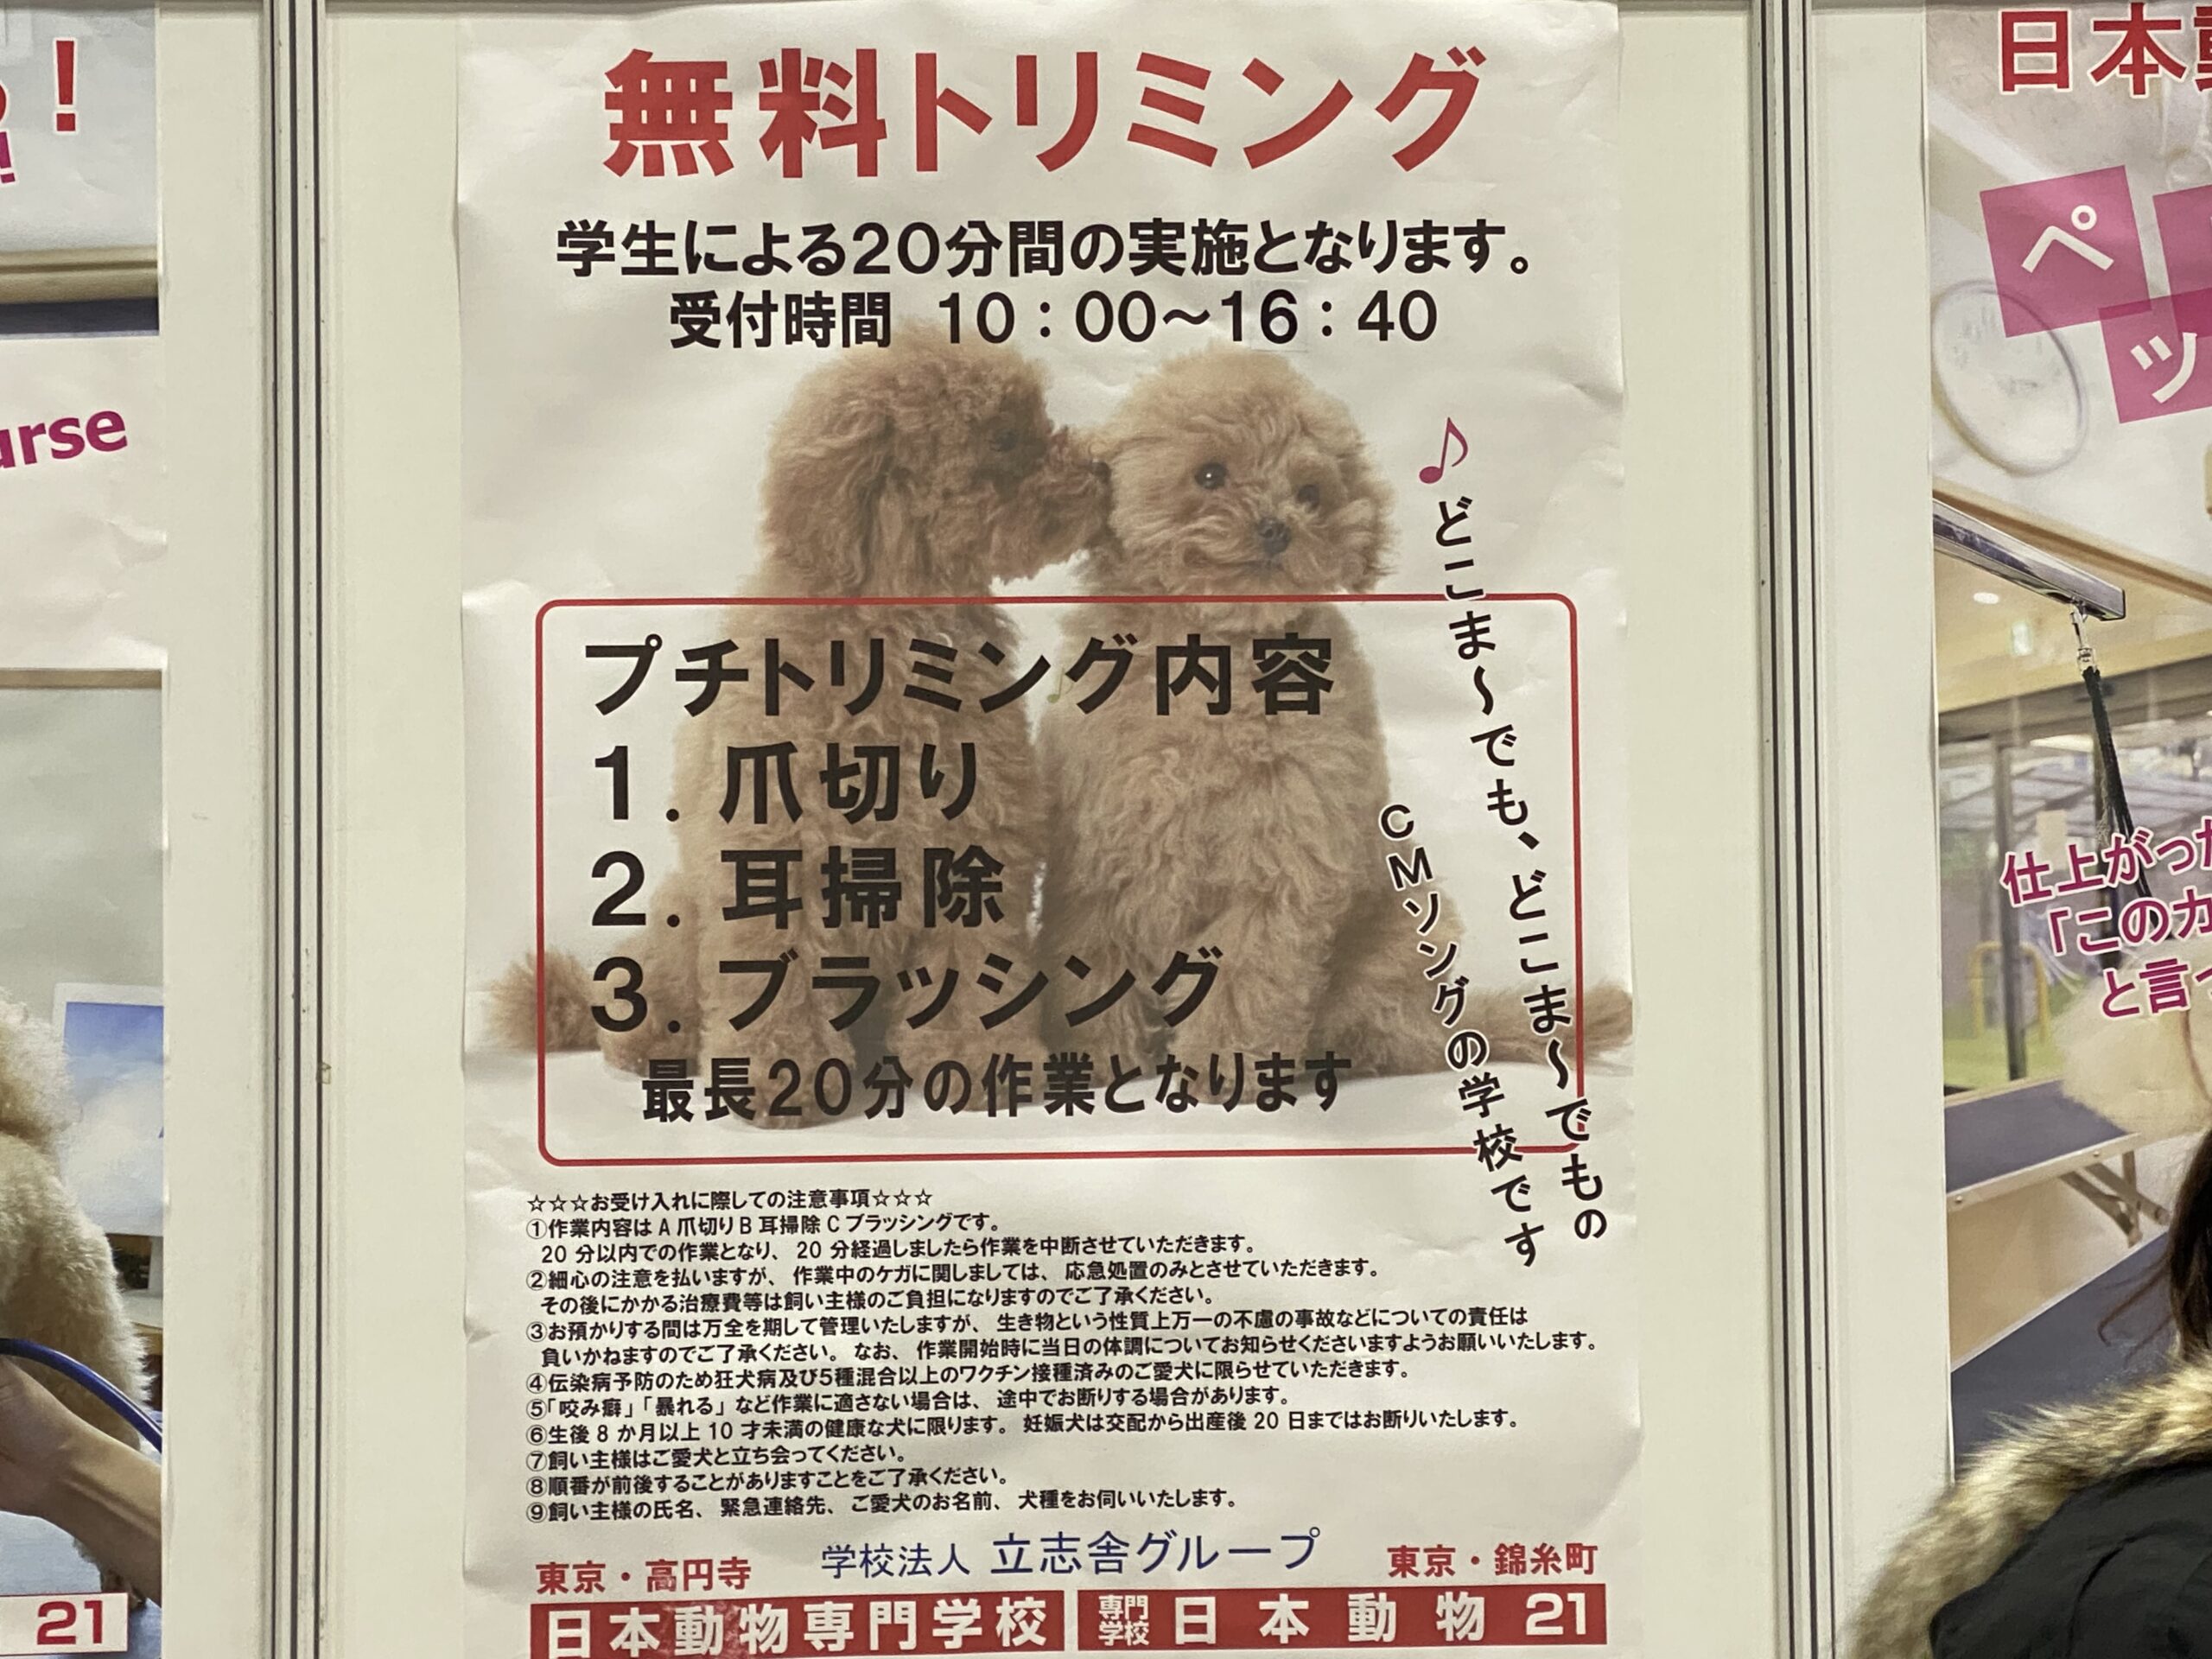 無料トリミング
学生による20分間の実施となります。
受付時間 10：00～16：40
♪どこま～でも、どこま～でもの
CMソングの学校です
プチトリミング内容
1．爪切り
2．耳掃除
3．ブラッシング
最長20分の作業となります
☆☆☆お受け入れに際しての注意事項☆☆☆
①作業内容は A 爪切り B 耳掃除 C ブラッシングです。
20 分以内での作業となり、 20 分経過しましたら作業を中断させていただきます。
②細心の注意を払いますが、 作業中のケガに関しましては、 応急処置のみとさせていただきます。
その後にかかる治療費等は飼い主様のご負担になりますのでご了承ください。
③お預かりする間は万全を期して管理いたしますが、 生き物という性質上万一の不慮の事故などについての責任は
負いかねますのでご了承ください。 なお、 作業開始時に当日の体調についてお知らせくださいますようお願いいたします。
④伝染病予防のため狂犬病及び5種混合以上のワクチン接種済みのご愛犬に限らせていただきます。
⑤「咬み癖」「暴れる」など作業に適さない場合は、 途中でお断りする場合があります。
⑥生後 8 か月以上 10 才未満の健康な犬に限ります。 妊娠犬は交配から出産後 20 日まではお断りいたします。
⑦飼い主様はご愛犬と立ち会ってください。
⑧順番が前後することがありますことをご了承ください。
⑨飼い主様の氏名、 緊急連絡先、 ご愛犬のお名前、 犬種をお伺いいたします。
学校法人 立志舎グループ
東京・高円寺
日本動物専門学校
東京・錦糸町
専門学校 日本動物 21
！
!
urse
21
日本
ペ
ッ
仕上がった
「この力
と言っ